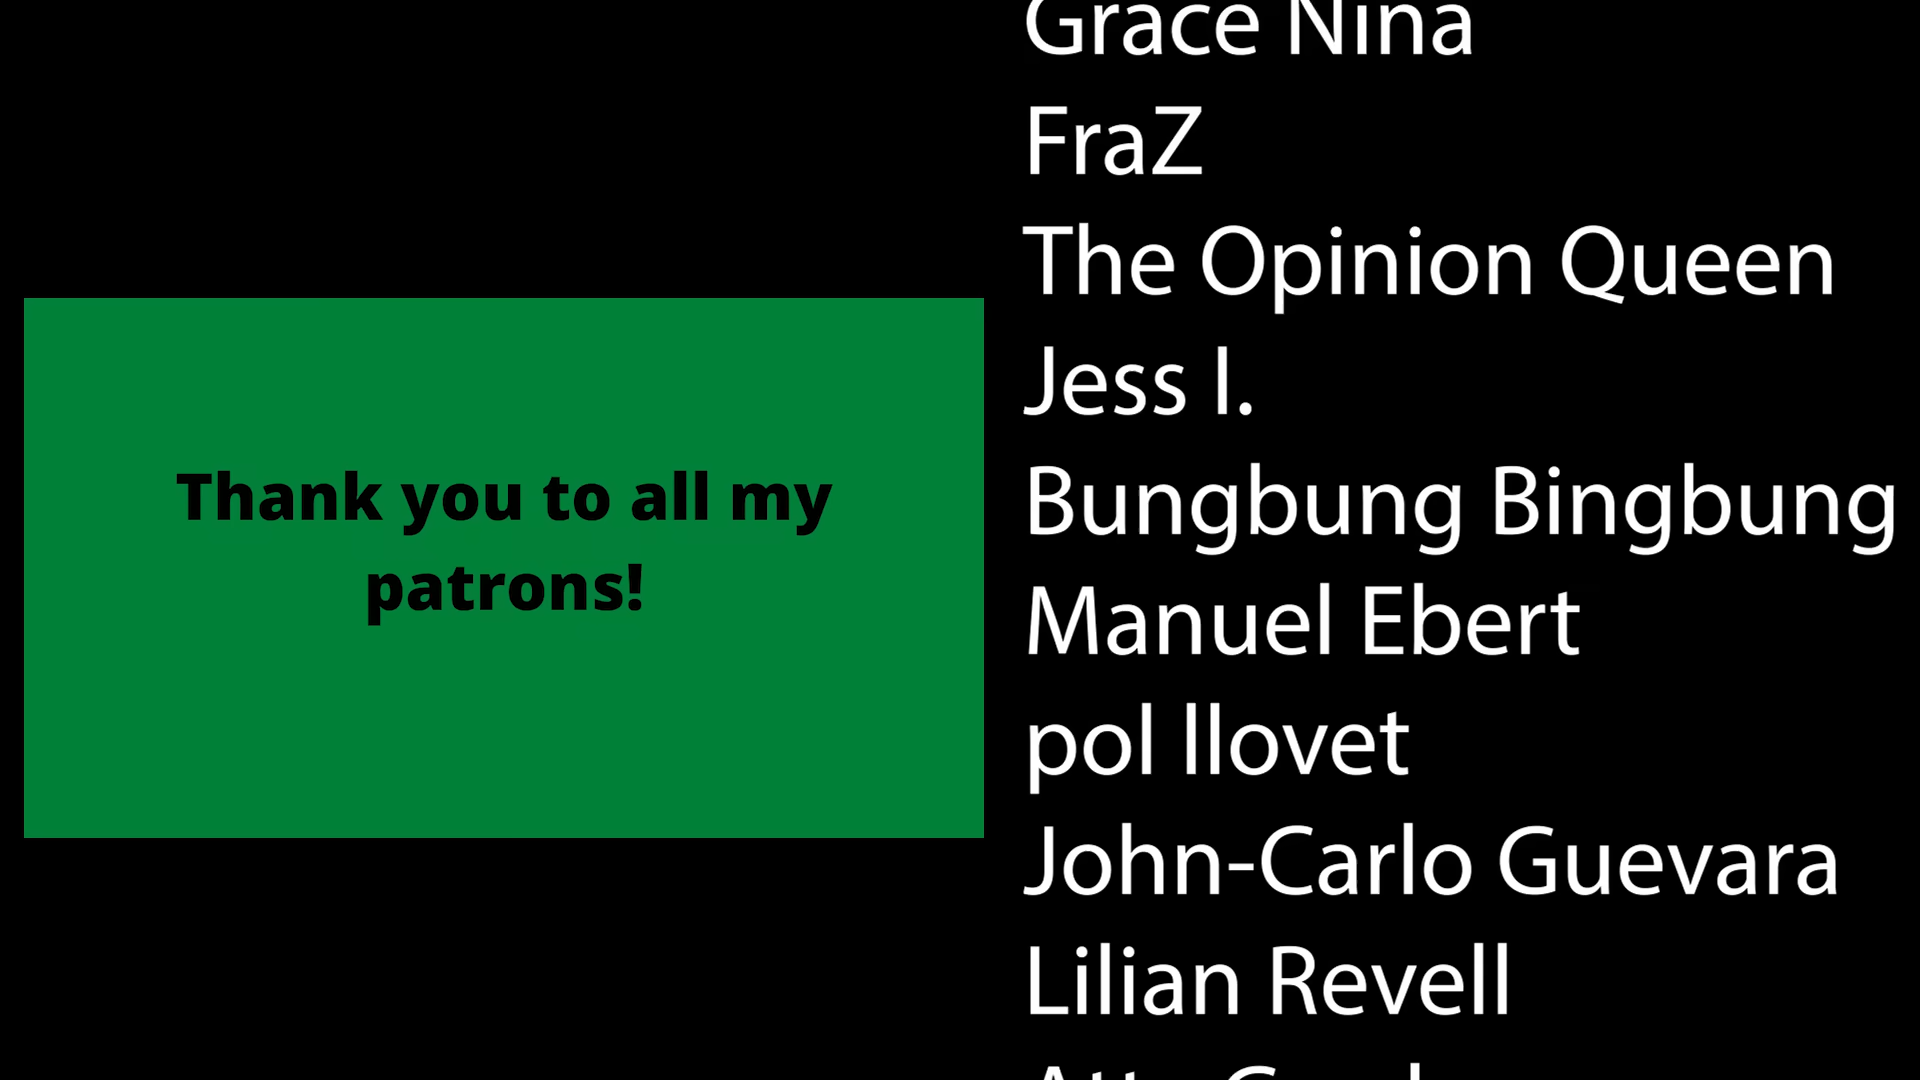 Thank you to all my
patrons!
Grace Nina
FraZ
The Opinion Queen
Jess I.
Bungbung Bingbung
Manuel Ebert
pol llovet
John-Carlo Guevara
Lilian Revell